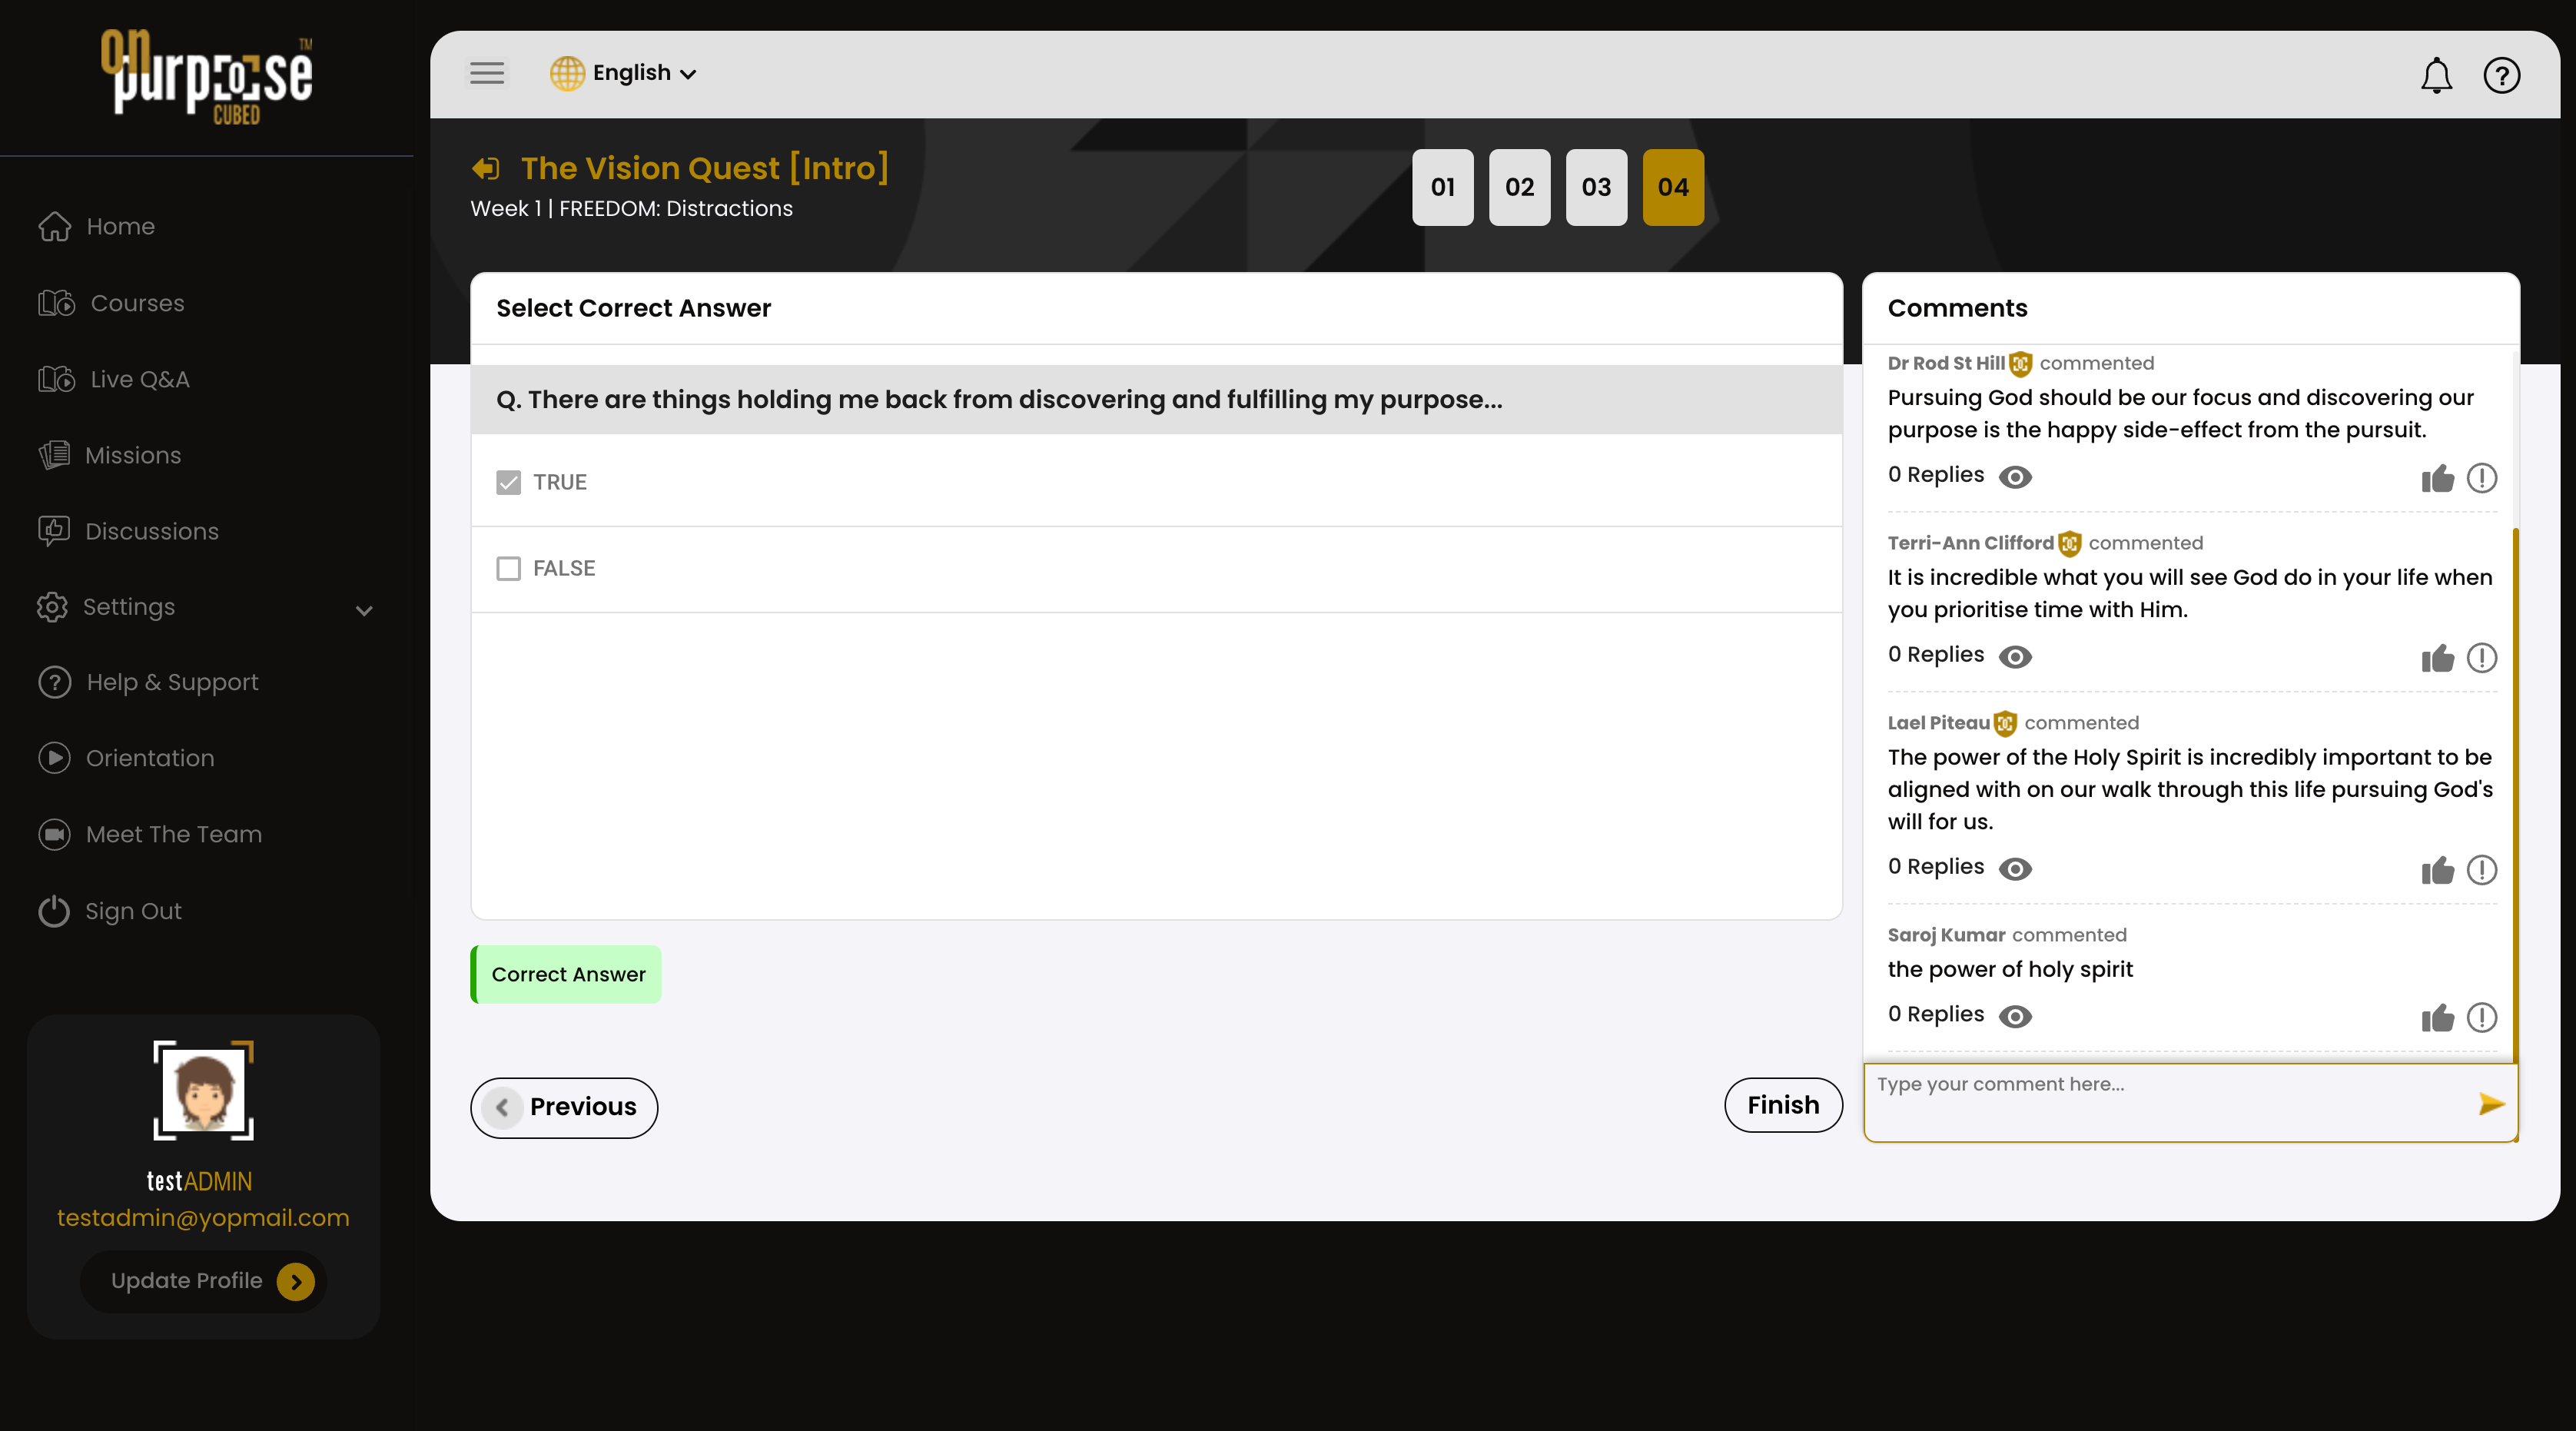 on
purpose™
CUBED
Home
Courses
Live Q&A
Missions
Discussions
Settings
Help & Support
Orientation
Meet The Team
Sign Out
testADMIN
testadmin@yopmail.com
Update Profile
English
The Vision Quest [Intro]
Week 1 | FREEDOM: Distractions
01 02 03 04
Select Correct Answer
Q. There are things holding me back from discovering and fulfilling my purpose...
TRUE
FALSE
Correct Answer
Previous
Finish
Comments
Dr Rod St Hill commented
Pursuing God should be our focus and discovering our
purpose is the happy side-effect from the pursuit.
0 Replies
Terri-Ann Clifford commented
It is incredible what you will see God do in your life when
you prioritise time with Him.
0 Replies
Lael Piteau commented
The power of the Holy Spirit is incredibly important to be
aligned with on our walk through this life pursuing God's
will for us.
0 Replies
Saroj Kumar commented
the power of holy spirit
0 Replies
Type your comment here...